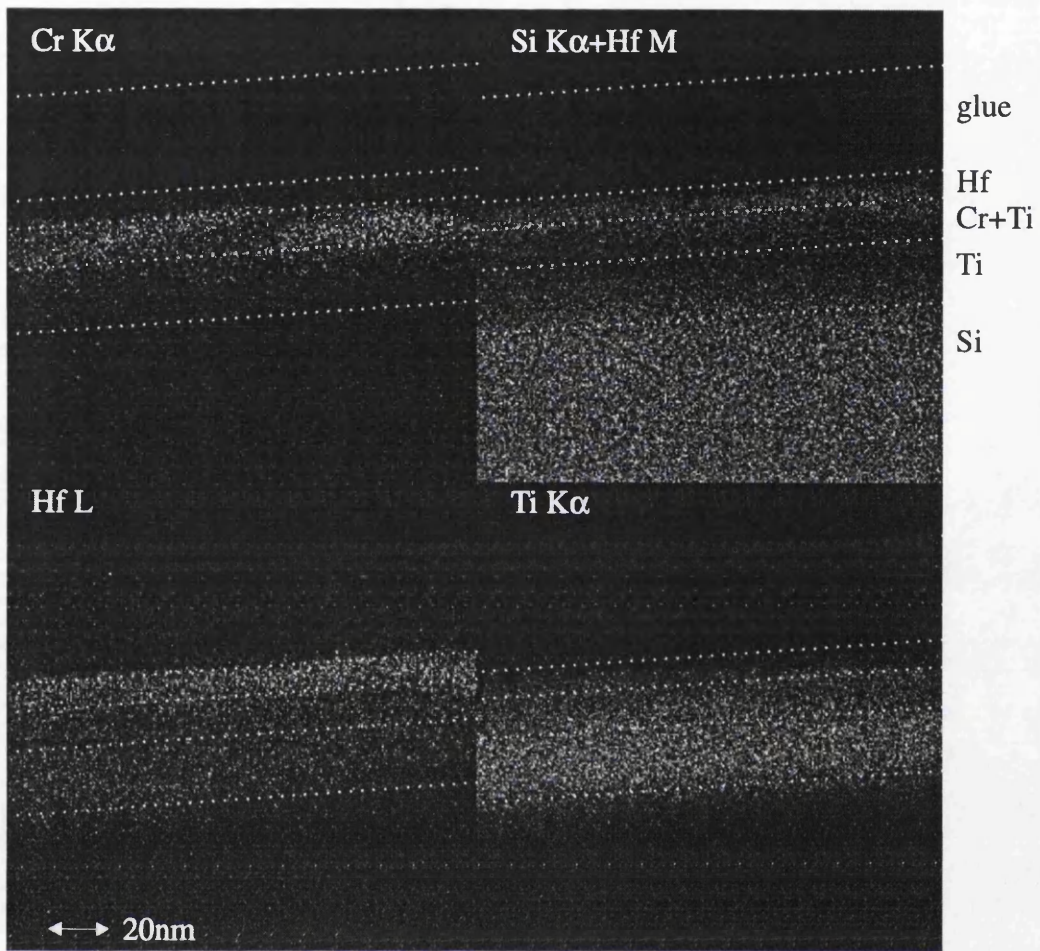 Cr Kα
Si Kα+Hf M
glue
Hf
Cr+Ti
Ti
Si
Hf L
Ti Kα
20nm